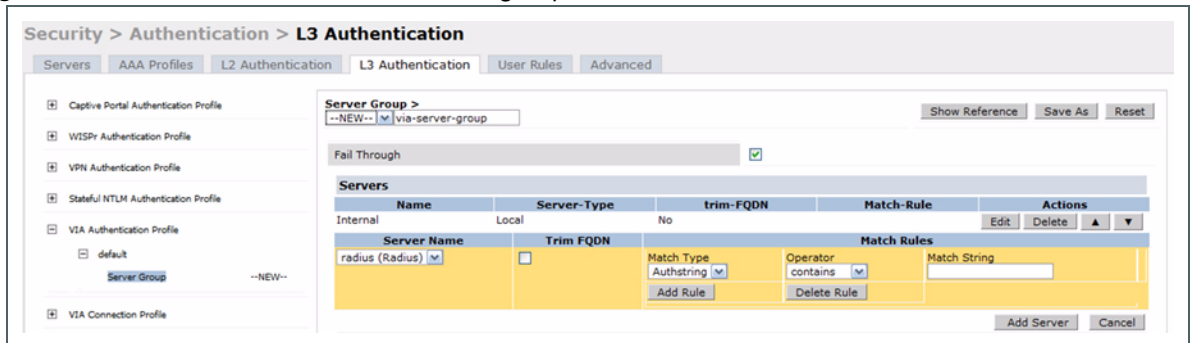 Security > Authentication > L3 Authentication
Servers AAA Profiles L2 Authentication L3 Authentication User Rules Advanced
Captive Portal Authentication Profile
WISPr Authentication Profile
VPN Authentication Profile
Stateful NTLM Authentication Profile
VIA Authentication Profile
default
Server Group --NEW--
VIA Connection Profile
Server Group >
--NEW-- via-server-group Show Reference Save As Reset
Fail Through
Servers
Name Server-Type trim-FQDN Match-Rule Actions
Internal Local No Edit Delete ▲ ▼
Server Name Trim FQDN Match Rules
radius (Radius) Match Type Operator Match String
Authstring contains
Add Rule Delete Rule
Add Server Cancel